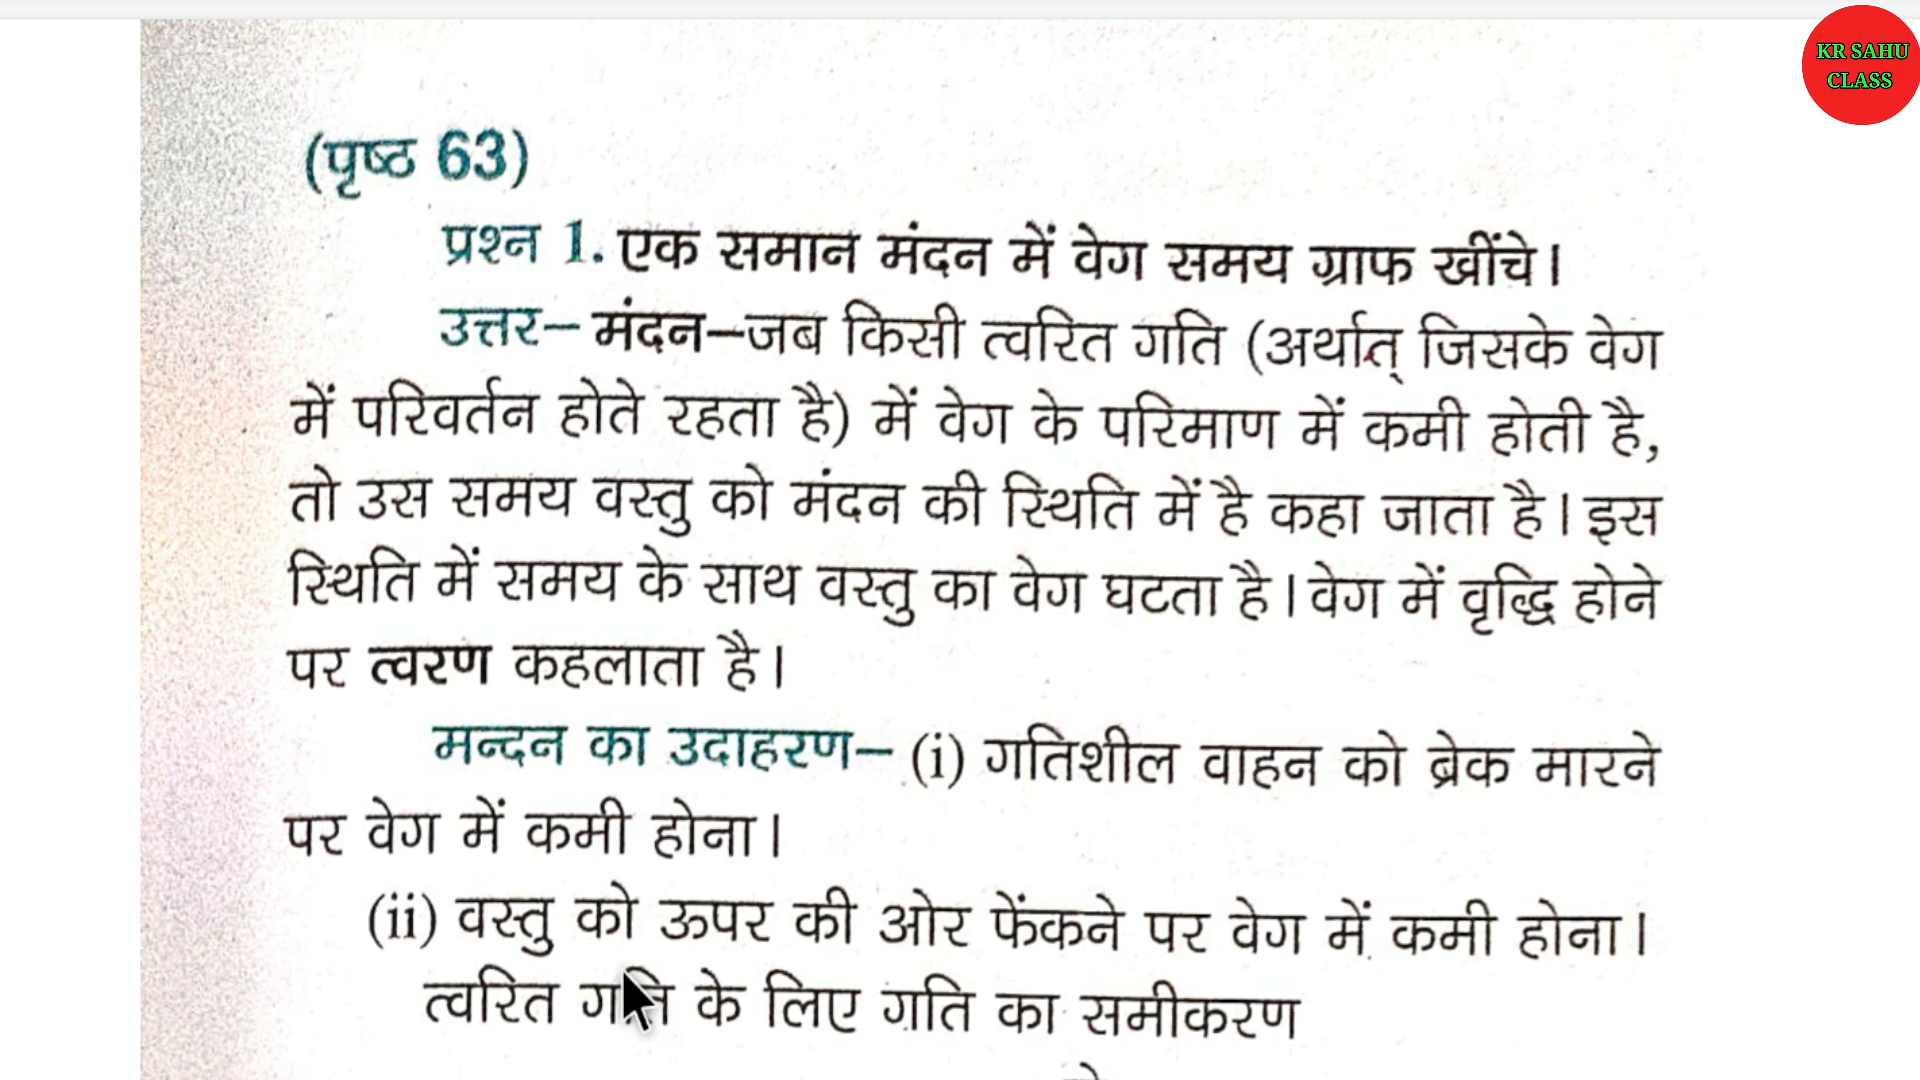 KR SAHU
CLASS
(पृष्ठ 63)
प्रश्न 1. एक समान मंदन में वेग समय ग्राफ खींचे।
उत्तर– मंदन–जब किसी त्वरित गति (अर्थात् जिसके वेग
में परिवर्तन होते रहता है) में वेग के परिमाण में कमी होती है,
तो उस समय वस्तु को मंदन की स्थिति में है कहा जाता है। इस
स्थिति में समय के साथ वस्तु का वेग घटता है। वेग में वृद्धि होने
पर त्वरण कहलाता है।
मन्दन का उदाहरण– (i) गतिशील वाहन को ब्रेक मारने
पर वेग में कमी होना।
(ii) वस्तु को ऊपर की ओर फेंकने पर वेग में कमी होना।
त्वरित गति के लिए गति का समीकरण